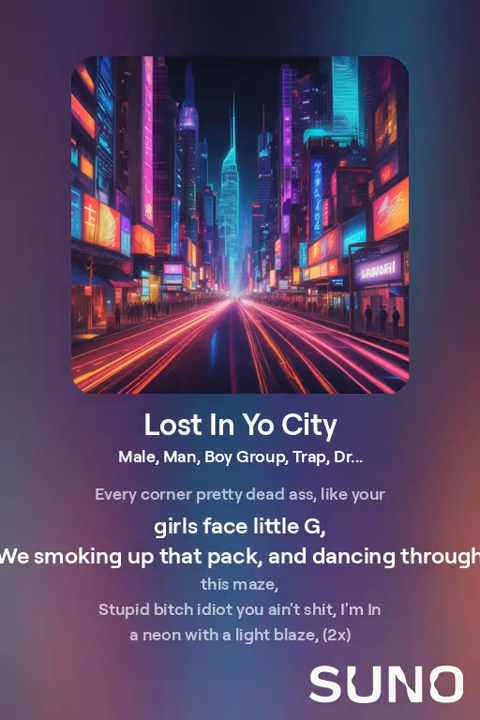 Lost In Yo City
Male, Man, Boy Group, Trap, Dr...
Every corner pretty dead ass, like your
girls face little G,
We smoking up that pack, and dancing through
this maze,
Stupid bitch idiot you ain't shit, I'm In
a neon with a light blaze, (2x)
SUNO